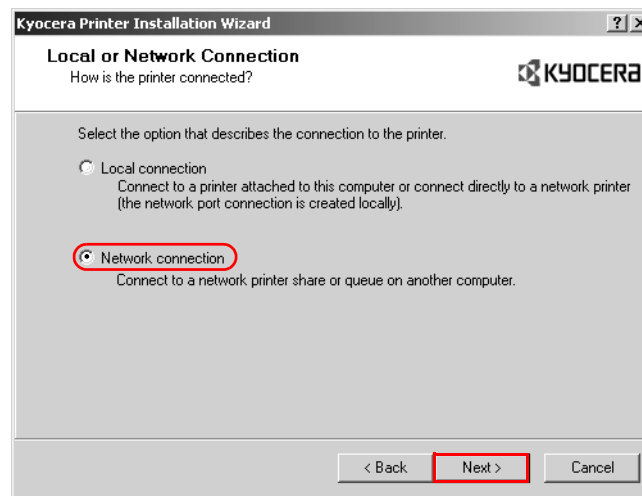 Kyocera Printer Installation Wizard
Local or Network Connection
How is the printer connected?
KYOCERA
Select the option that describes the connection to the printer.
Local connection
Connect to a printer attached to this computer or connect directly to a network printer
(the network port connection is created locally).
Network connection
Connect to a network printer share or queue on another computer.
< Back
Next >
Cancel